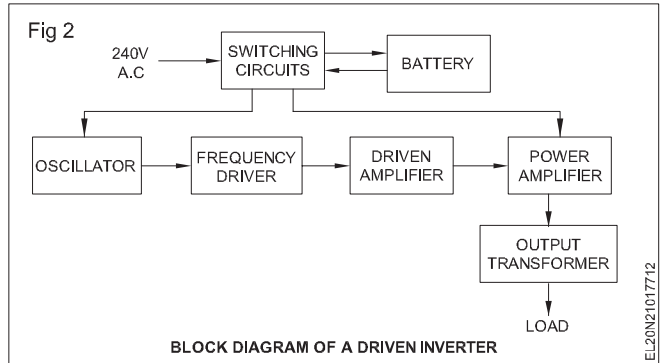 Fig 2
240V
A.C
SWITCHING
CIRCUITS
BATTERY
OSCILLATOR
FREQUENCY
DRIVER
DRIVEN
AMPLIFIER
POWER
AMPLIFIER
OUTPUT
TRANSFORMER
LOAD
BLOCK DIAGRAM OF A DRIVEN INVERTER
EL20N21017712